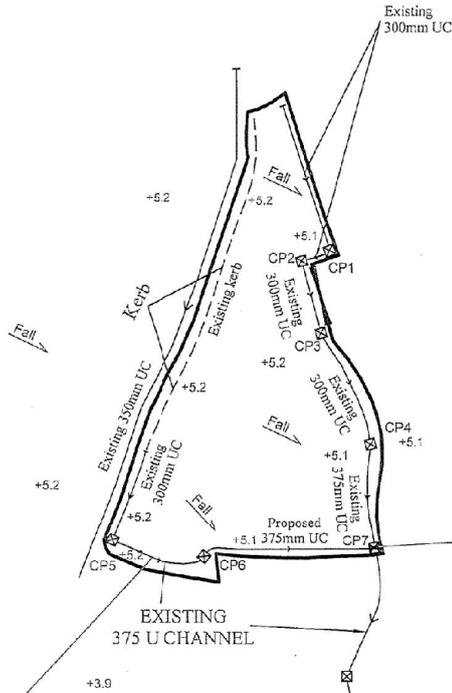 Existing
300mm UC
Fall
+5.2
+5.2
+5.1
CP2
CP1
Kerb
Existing kerb
Existing
300mm UC
CP3
Fall
+5.2
+5.2
Existing
300mm UC
Existing 350mm UC
CP4
+5.1
Fall
+5.1
+5.2
Existing
300mm UC
Existing
375mm UC
Fall
+5.2
Proposed
375mm UC
+5.1
CP5
+5.2
CP6
CP7
EXISTING
375 U CHANNEL
+3.9